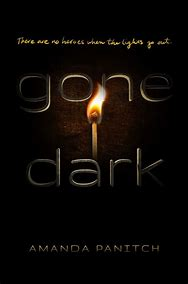 There are no heroes when the lights go out.
gone
dark
AMANDA PANITCH